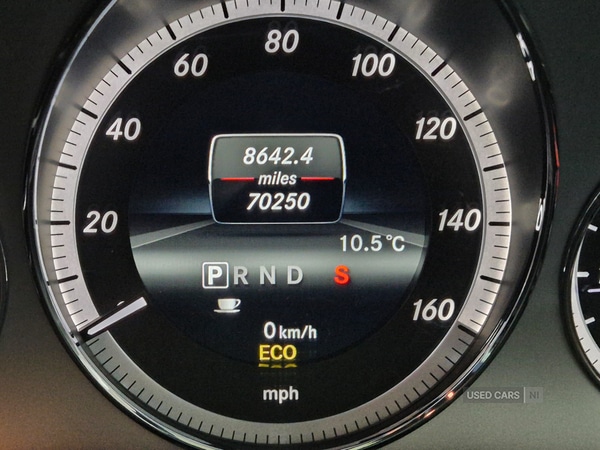 80
60 100
40 120
8642.4
miles
70250
20 140
10.5°C
P R N D S
160
0 km/h
ECO
mph
USED CARS NI